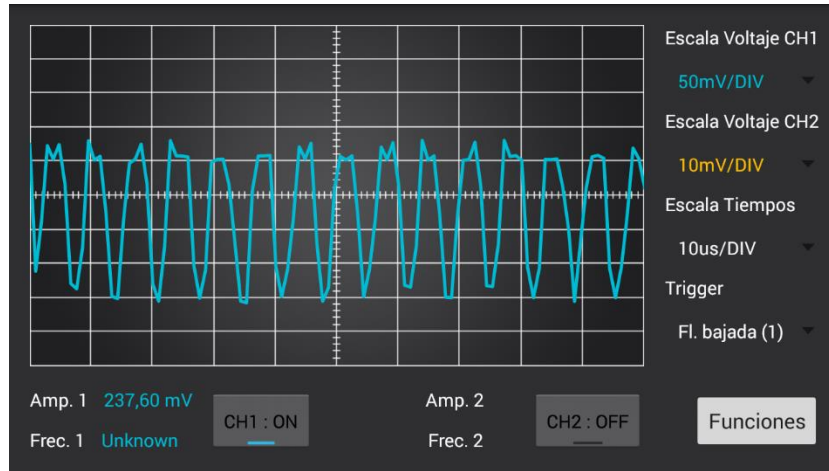 Escala Voltaje CH1
50mV/DIV
Escala Voltaje CH2
10mV/DIV
Escala Tiempos
10us/DIV
Trigger
Fl. bajada (1)
Amp. 1 237,60 mV
Frec. 1 Unknown
CH1 : ON
Amp. 2
Frec. 2
CH2 : OFF
Funciones